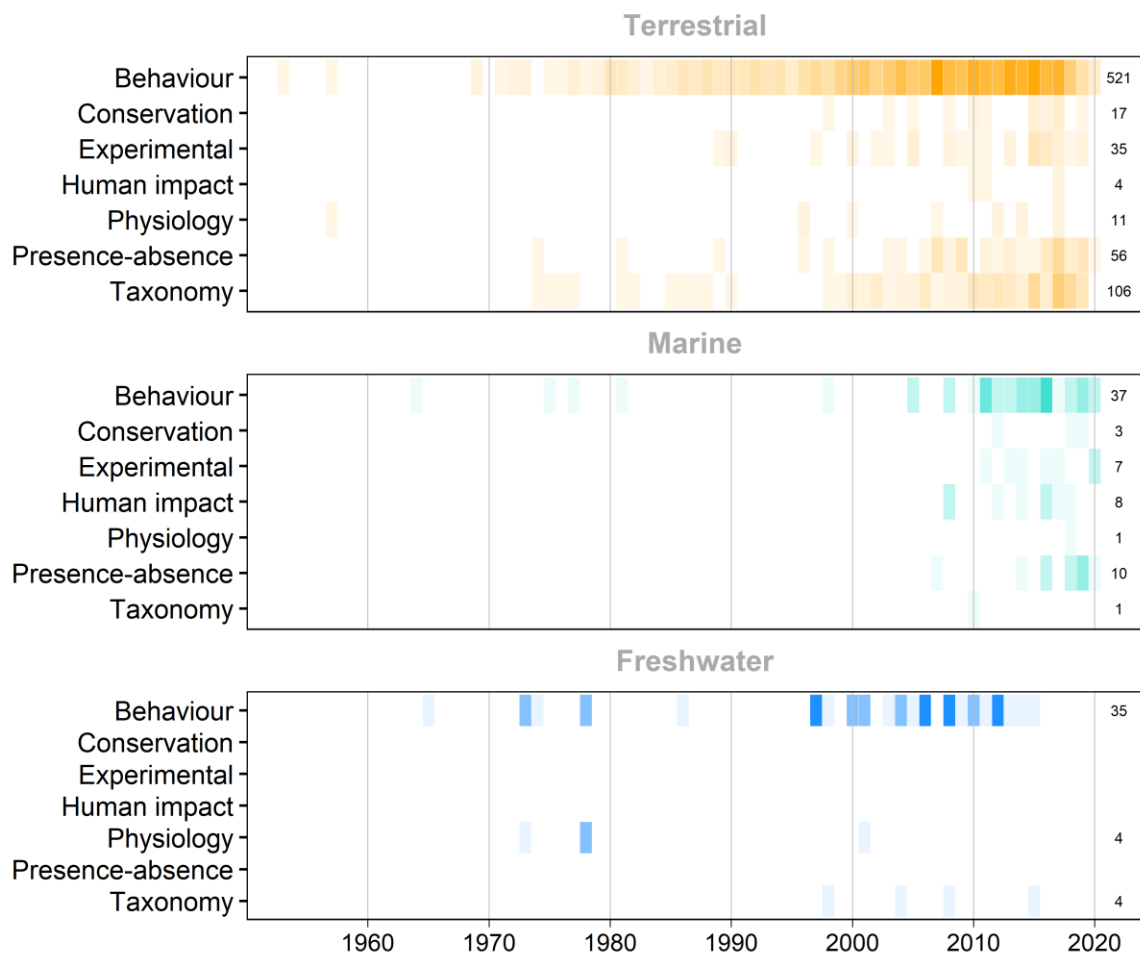 Terrestrial
Behaviour 521
Conservation 17
Experimental 35
Human impact 4
Physiology 11
Presence-absence 56
Taxonomy 106
Marine
Behaviour 37
Conservation 3
Experimental 7
Human impact 8
Physiology 1
Presence-absence 10
Taxonomy 1
Freshwater
Behaviour 35
Conservation
Experimental
Human impact
Physiology 4
Presence-absence
Taxonomy 4
1960 1970 1980 1990 2000 2010 2020